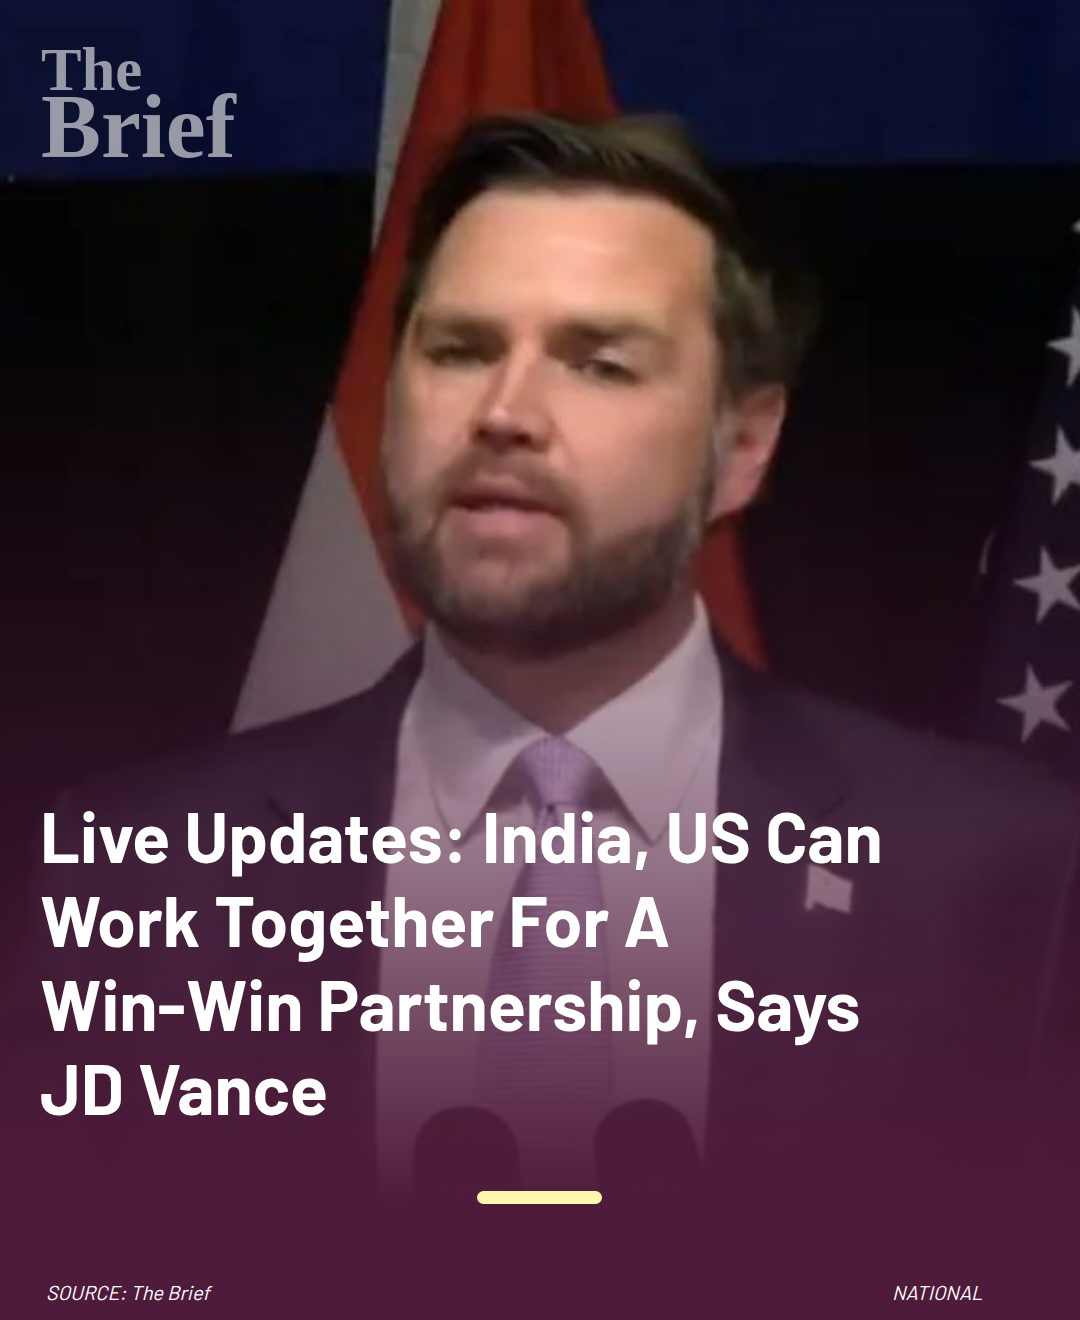 The
Brief
Live Updates: India, US Can
Work Together For A
Win-Win Partnership, Says
JD Vance
SOURCE: The Brief
NATIONAL